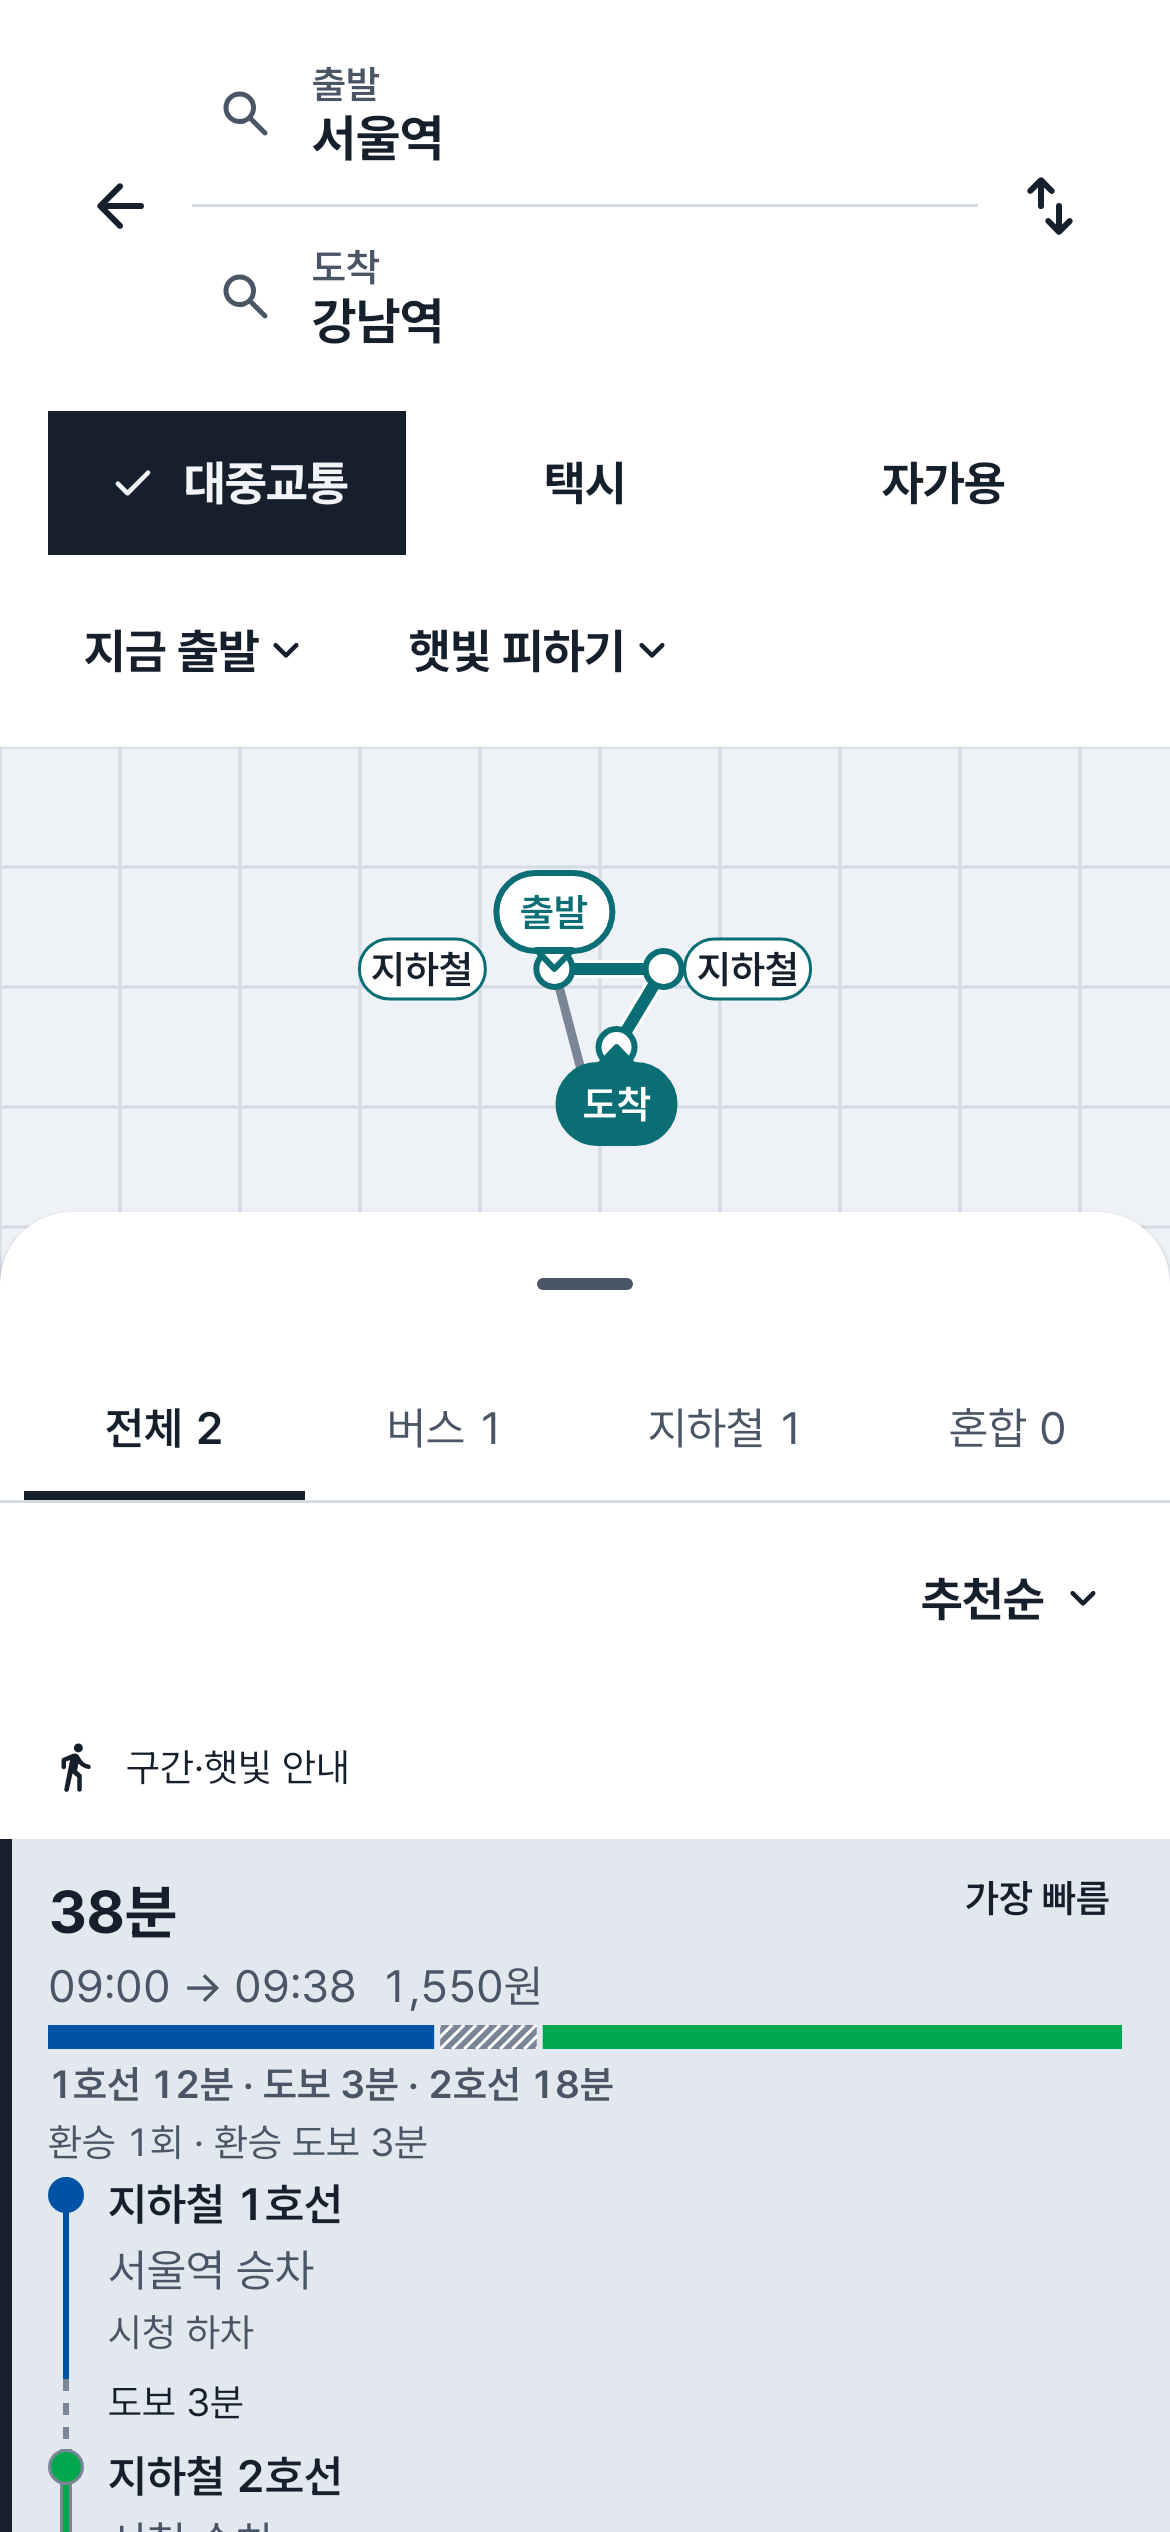 출발
서울역
도착
강남역
대중교통
택시
자가용
지금 출발
햇빛 피하기
출발
지하철
지하철
도착
전체 2
버스 1
지하철 1
혼합 0
추천순
구간·햇빛 안내
38분
가장 빠름
09:00 → 09:38 1,550원
1호선 12분 · 도보 3분 · 2호선 18분
환승 1회 · 환승 도보 3분
지하철 1호선
서울역 승차
시청 하차
도보 3분
지하철 2호선